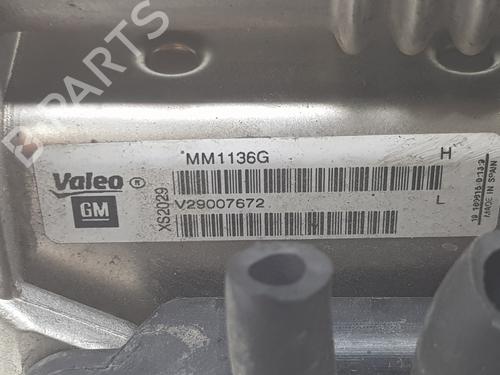 B PARTS
MM1136G
H
Valeo
GM
XS2029
V29007672
L
MADE IN SPAIN